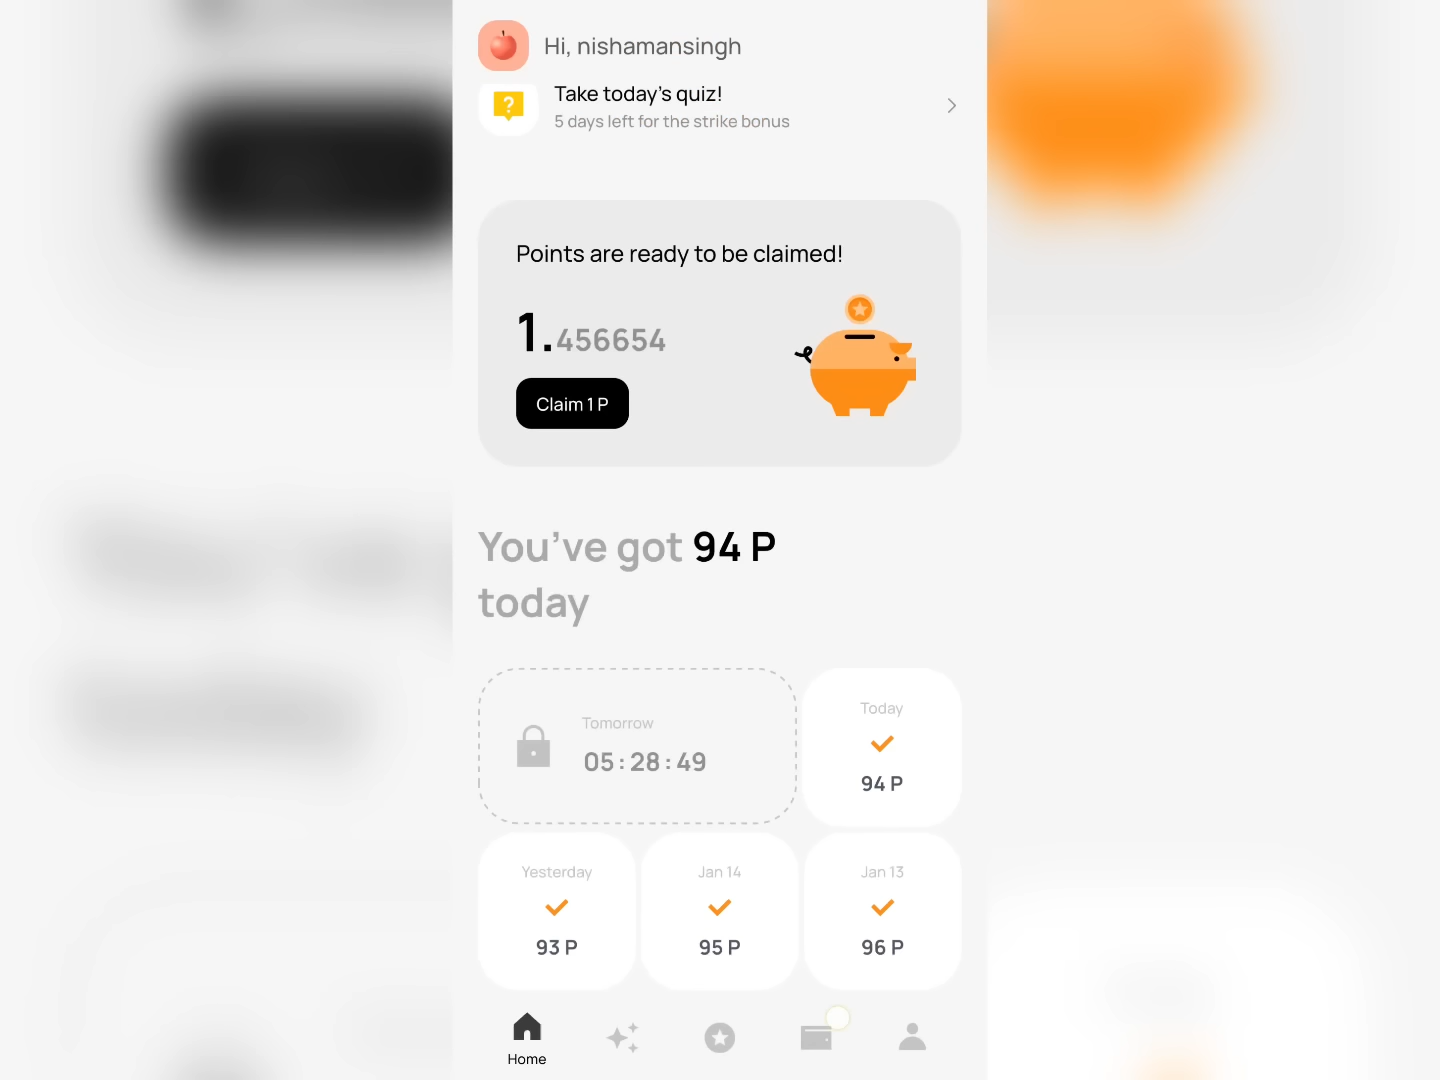 Hi, nishamansingh
Take today's quiz!
5 days left for the strike bonus
Points are ready to be claimed!
1.456654
Claim 1 P
You've got 94 P
today
Tomorrow
05 : 28 : 49
Today
94 P
Yesterday
93 P
Jan 14
95 P
Jan 13
96 P
Home